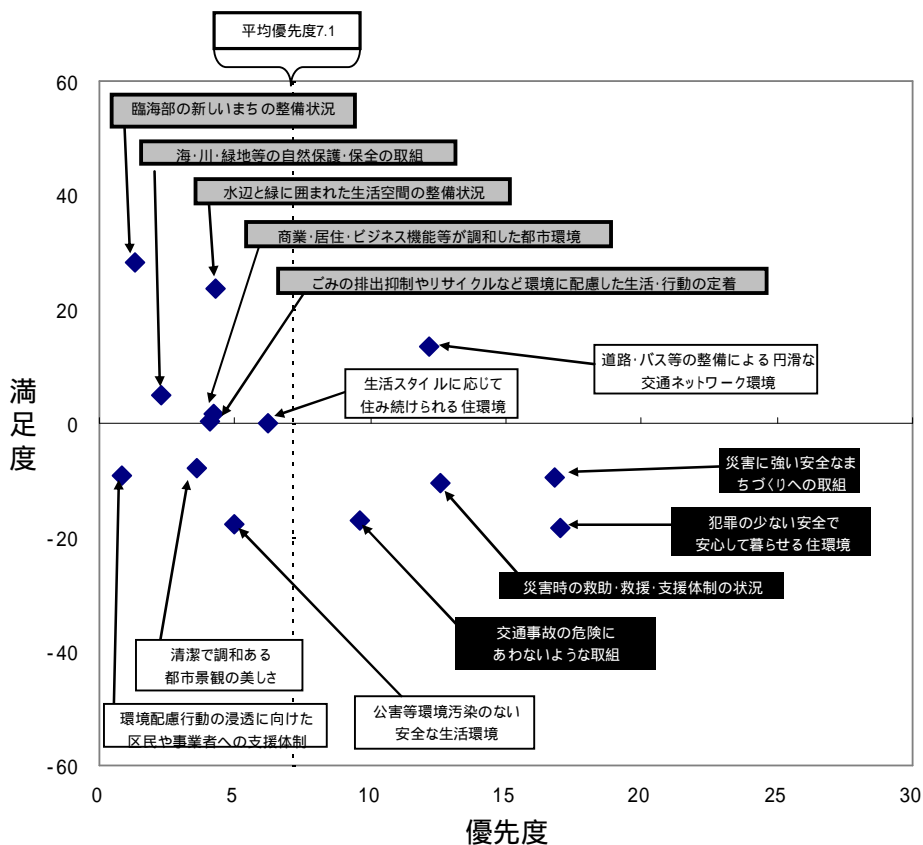 平均優先度7.1
60
臨海部の新しいまちの整備状況
海・川・緑地等の自然保護・保全の取組
40
水辺と緑に囲まれた生活空間の整備状況
商業・居住・ビジネス機能等が調和した都市環境
ごみの排出抑制やリサイクルなど環境に配慮した生活・行動の定着
20
道路・バス等の整備による円滑な
交通ネットワーク環境
生活スタイルに応じて
住み続けられる住環境
満足度
0
災害に強い安全なま
ちづくりへの取組
犯罪の少ない安全で
安心して暮らせる住環境
-20
災害時の救助・救援・支援体制の状況
交通事故の危険に
あわないような取組
-40
清潔で調和ある
都市景観の美しさ
公害等環境汚染のない
安全な生活環境
環境配慮行動の浸透に向けた
区民や事業者への支援体制
-60
0 5 10 15 20 25 30
優先度